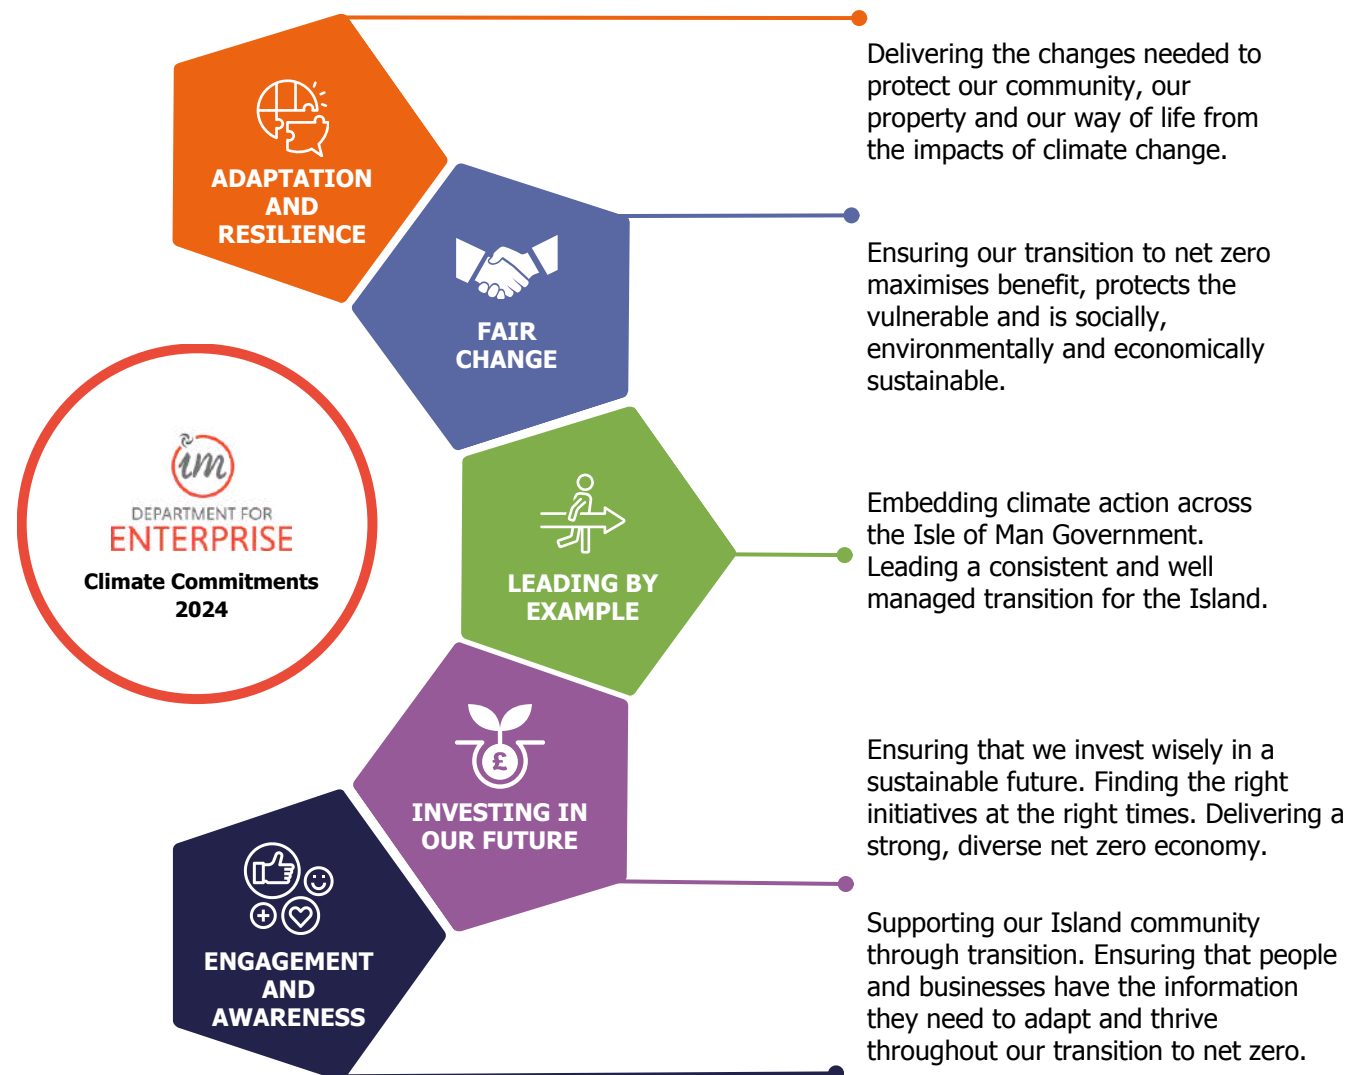 ADAPTATION
AND
RESILIENCE
Delivering the changes needed to
protect our community, our
property and our way of life from
the impacts of climate change.
FAIR
CHANGE
Ensuring our transition to net zero
maximises benefit, protects the
vulnerable and is socially,
environmentally and economically
sustainable.
im
DEPARTMENT FOR
ENTERPRISE
Climate Commitments
2024
LEADING BY
EXAMPLE
Embedding climate action across
the Isle of Man Government.
Leading a consistent and well
managed transition for the Island.
£
INVESTING IN
OUR FUTURE
Ensuring that we invest wisely in a
sustainable future. Finding the right
initiatives at the right times. Delivering a
strong, diverse net zero economy.
ENGAGEMENT
AND
AWARENESS
Supporting our Island community
through transition. Ensuring that people
and businesses have the information
they need to adapt and thrive
throughout our transition to net zero.